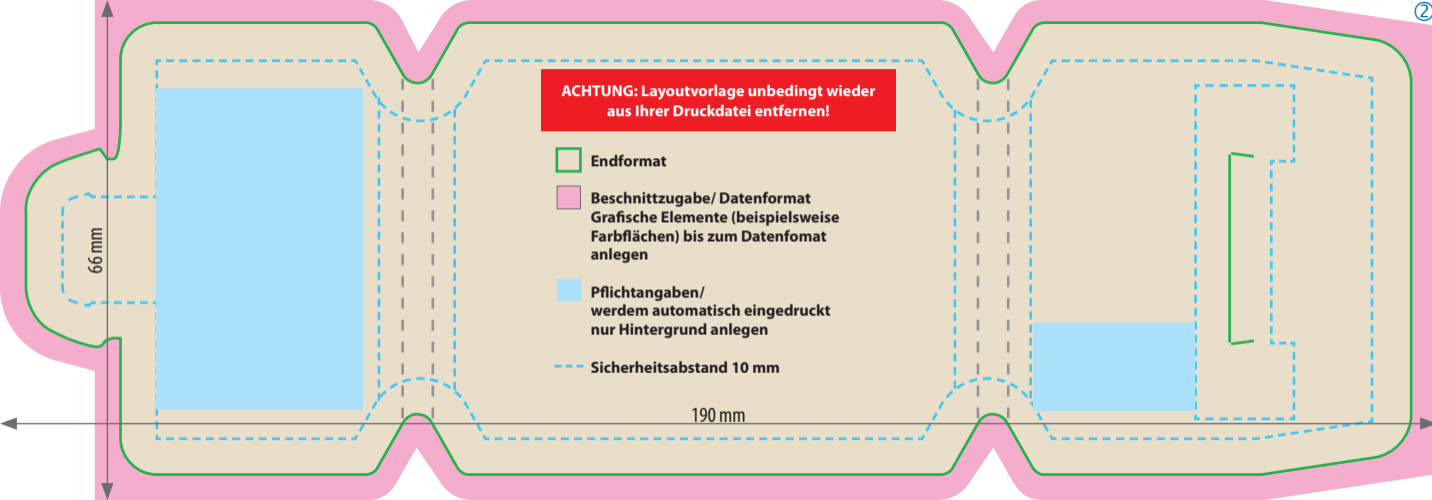 ②
ACHTUNG: Layoutvorlage unbedingt wieder
aus Ihrer Druckdatei entfernen!
Endformat
Beschnittzugabe/ Datenformat
Grafische Elemente (beispielsweise
Farbflächen) bis zum Datenfomat
anlegen
66 mm
Pflichtangaben/
werdem automatisch eingedruckt
nur Hintergrund anlegen
Sicherheitsabstand 10 mm
190 mm